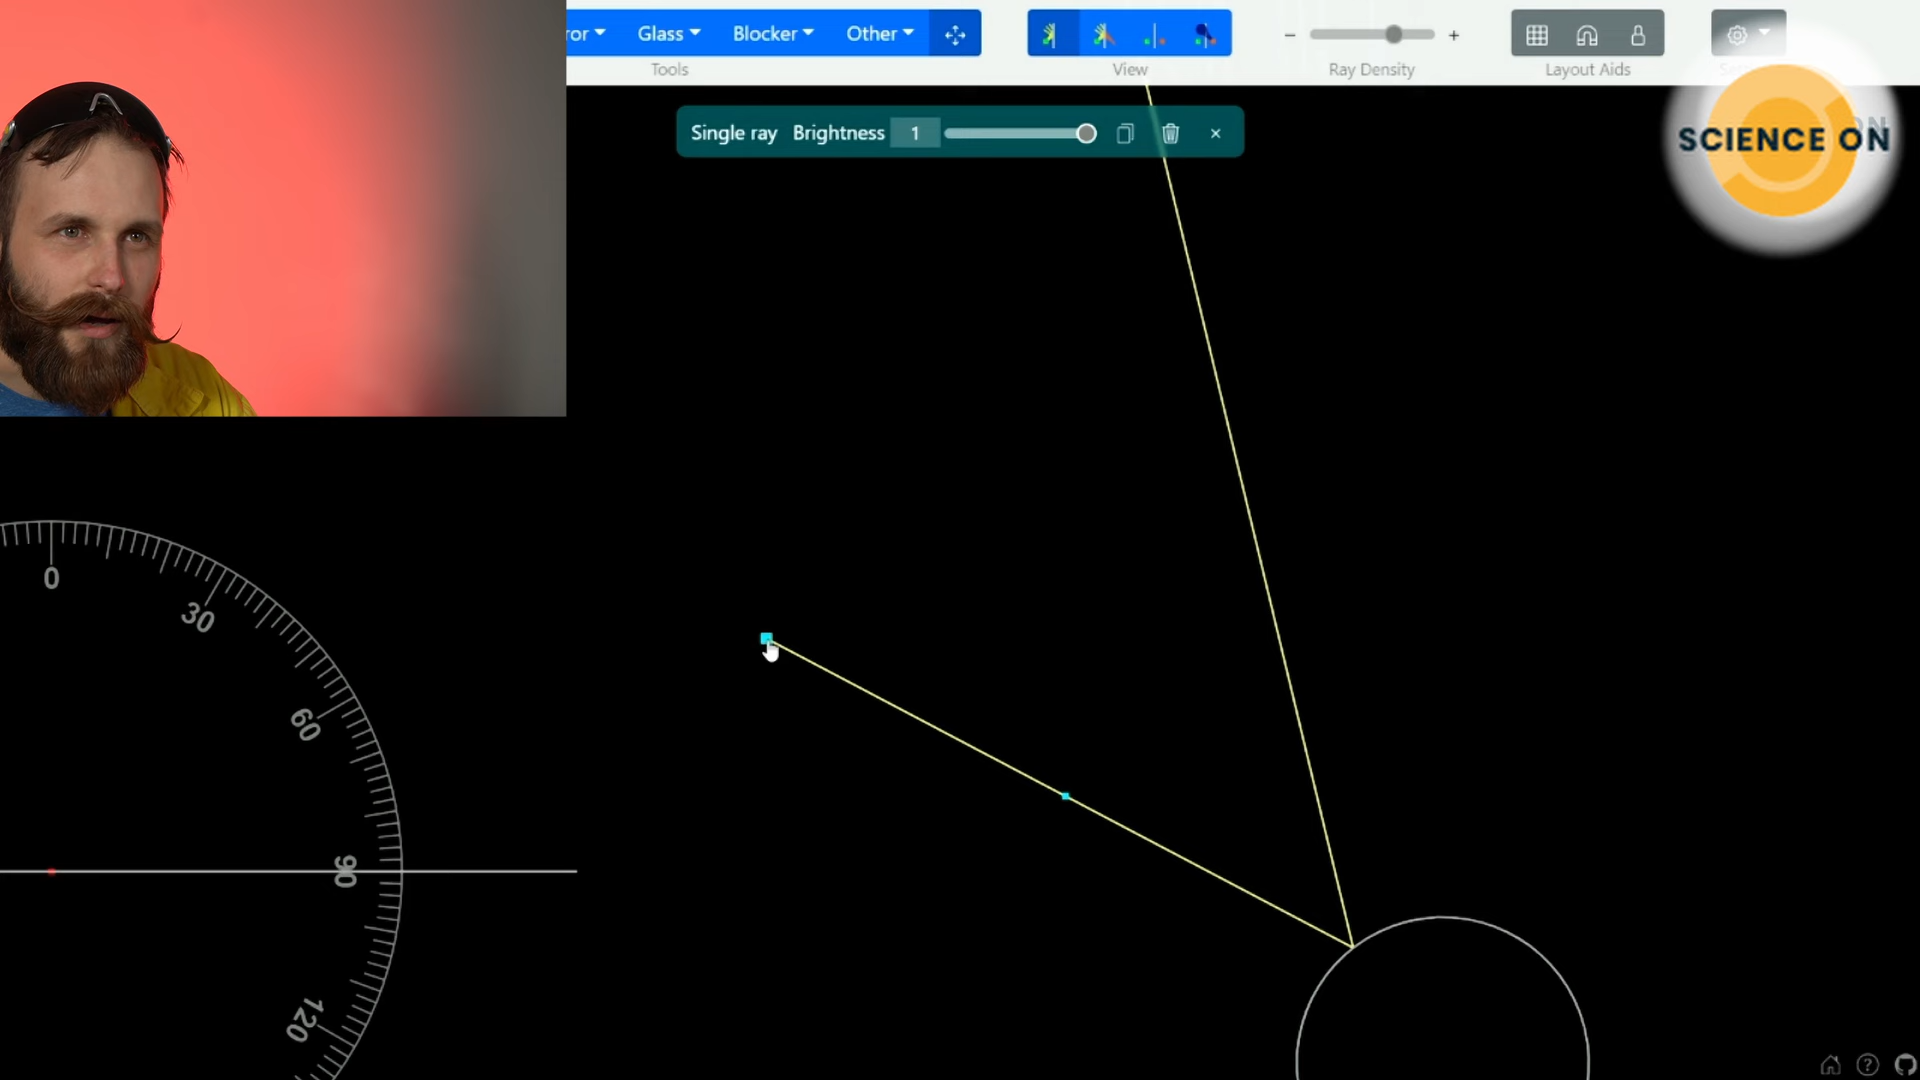 ror Glass Blocker Other
Tools
View
Ray Density
Layout Aids
Single ray Brightness 1
SCIENCE ON
0
30
60
90
120